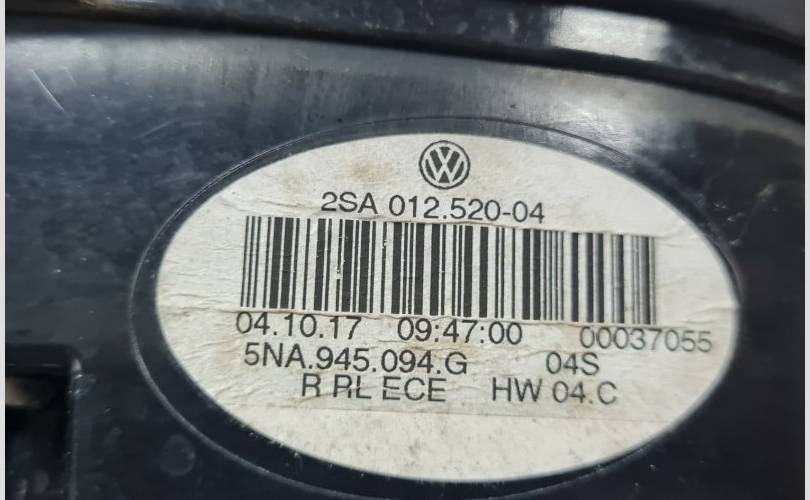 2SA 012.520-04
04.10.17 09:47:00 00037055
5NA.945.094.G 04S
R RL ECE HW 04.C